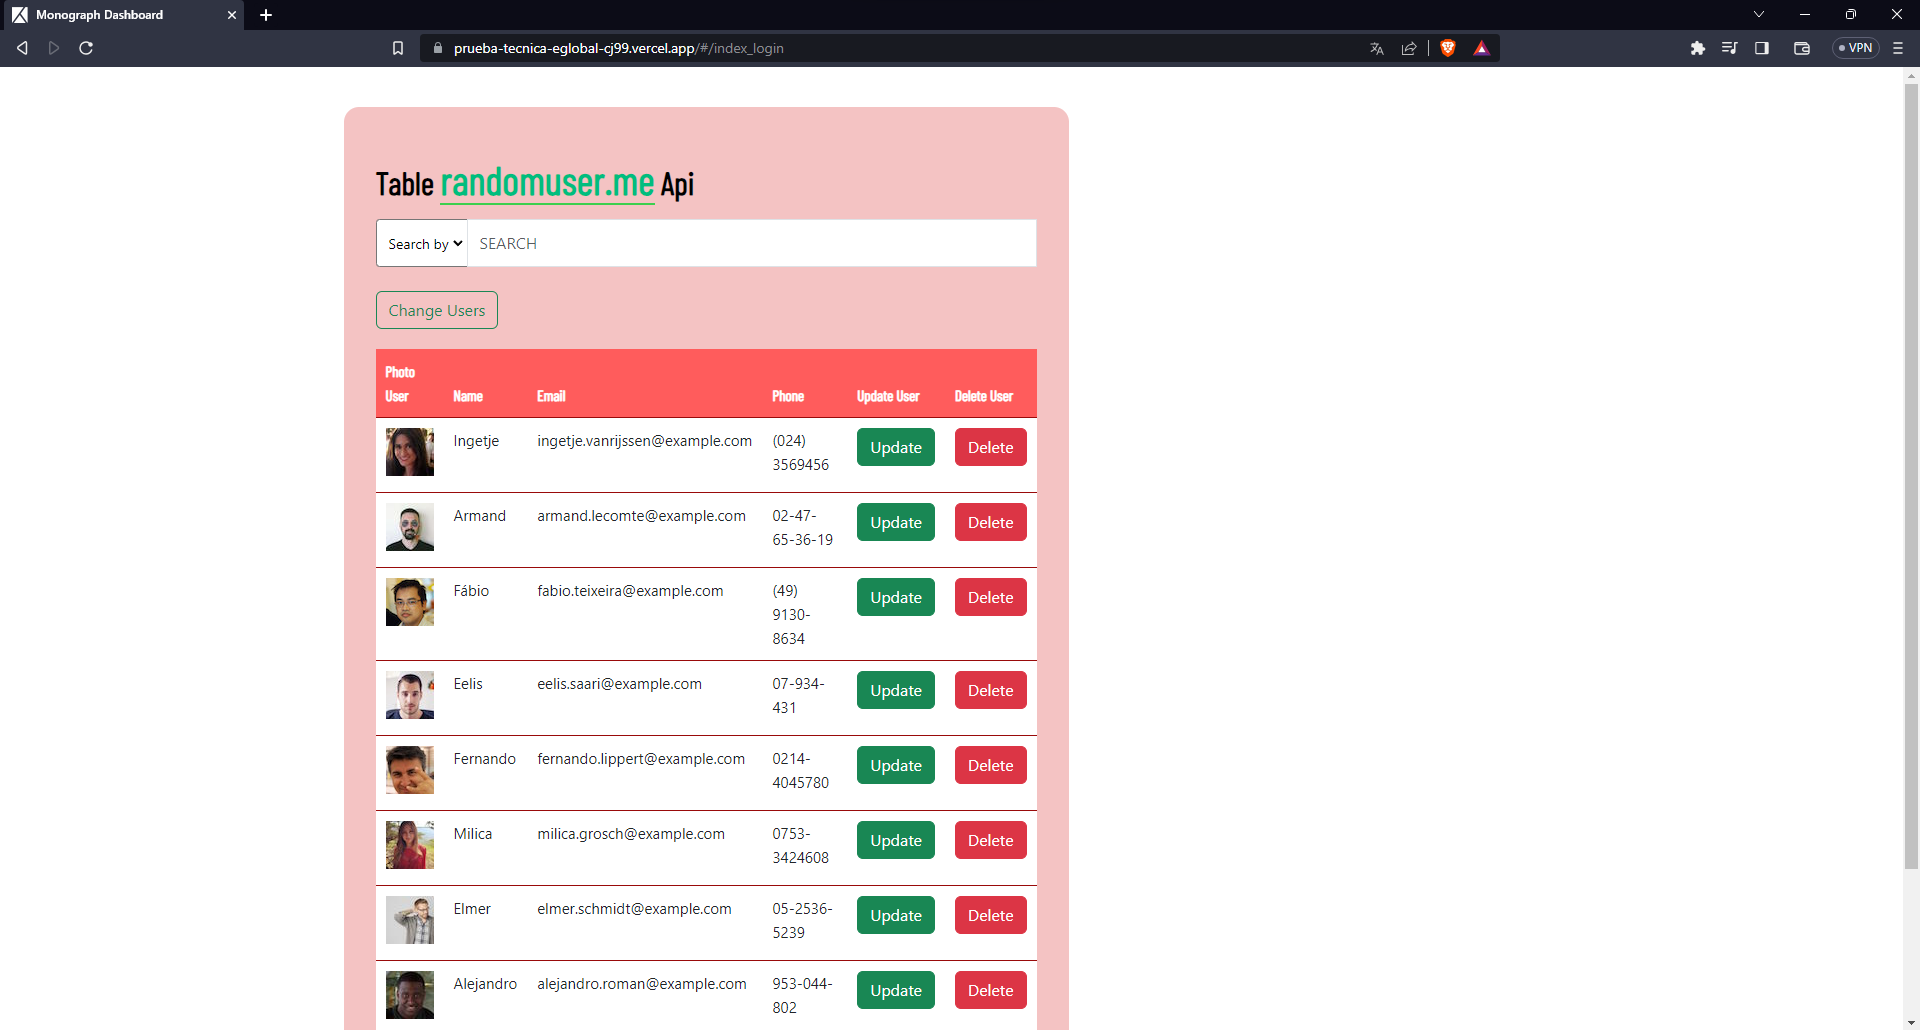 Monograph Dashboard
prueba-tecnica-eglobal-cj99.vercel.app/#/index_login
VPN
Table randomuser.me Api
Search by SEARCH
Change Users
Photo
User Name Email Phone Update User Delete User
Ingetje ingetje.vanrijssen@example.com (024) Update Delete
3569456
Armand armand.lecomte@example.com 02-47- Update Delete
65-36-19
Fábio fabio.teixeira@example.com (49) Update Delete
9130-
8634
Eelis eelis.saari@example.com 07-934- Update Delete
431
Fernando fernando.lippert@example.com 0214- Update Delete
4045780
Milica milica.grosch@example.com 0753- Update Delete
3424608
Elmer elmer.schmidt@example.com 05-2536- Update Delete
5239
Alejandro alejandro.roman@example.com 953-044- Update Delete
802